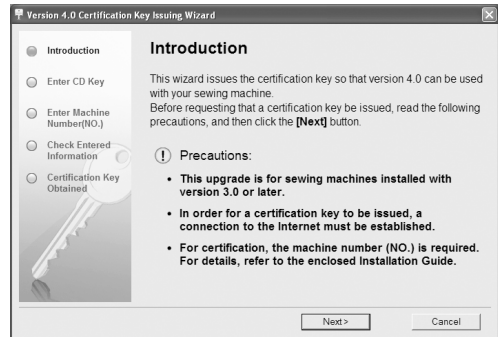 Version 4.0 Certification Key Issuing Wizard
Introduction
Enter CD Key
Enter Machine
Number(NO.)
Check Entered
Information
Certification Key
Obtained
Introduction
This wizard issues the certification key so that version 4.0 can be used
with your sewing machine.
Before requesting that a certification key be issued, read the following
precautions, and then click the [Next] button.
Precautions:
• This upgrade is for sewing machines installed with
version 3.0 or later.
• In order for a certification key to be issued, a
connection to the Internet must be established.
• For certification, the machine number (NO.) is required.
For details, refer to the enclosed Installation Guide.
Next>
Cancel